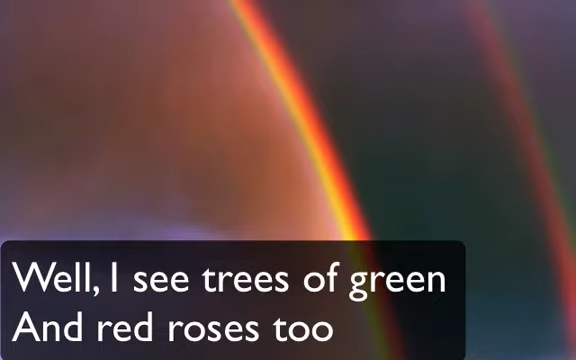 Well, I see trees of green
And red roses too